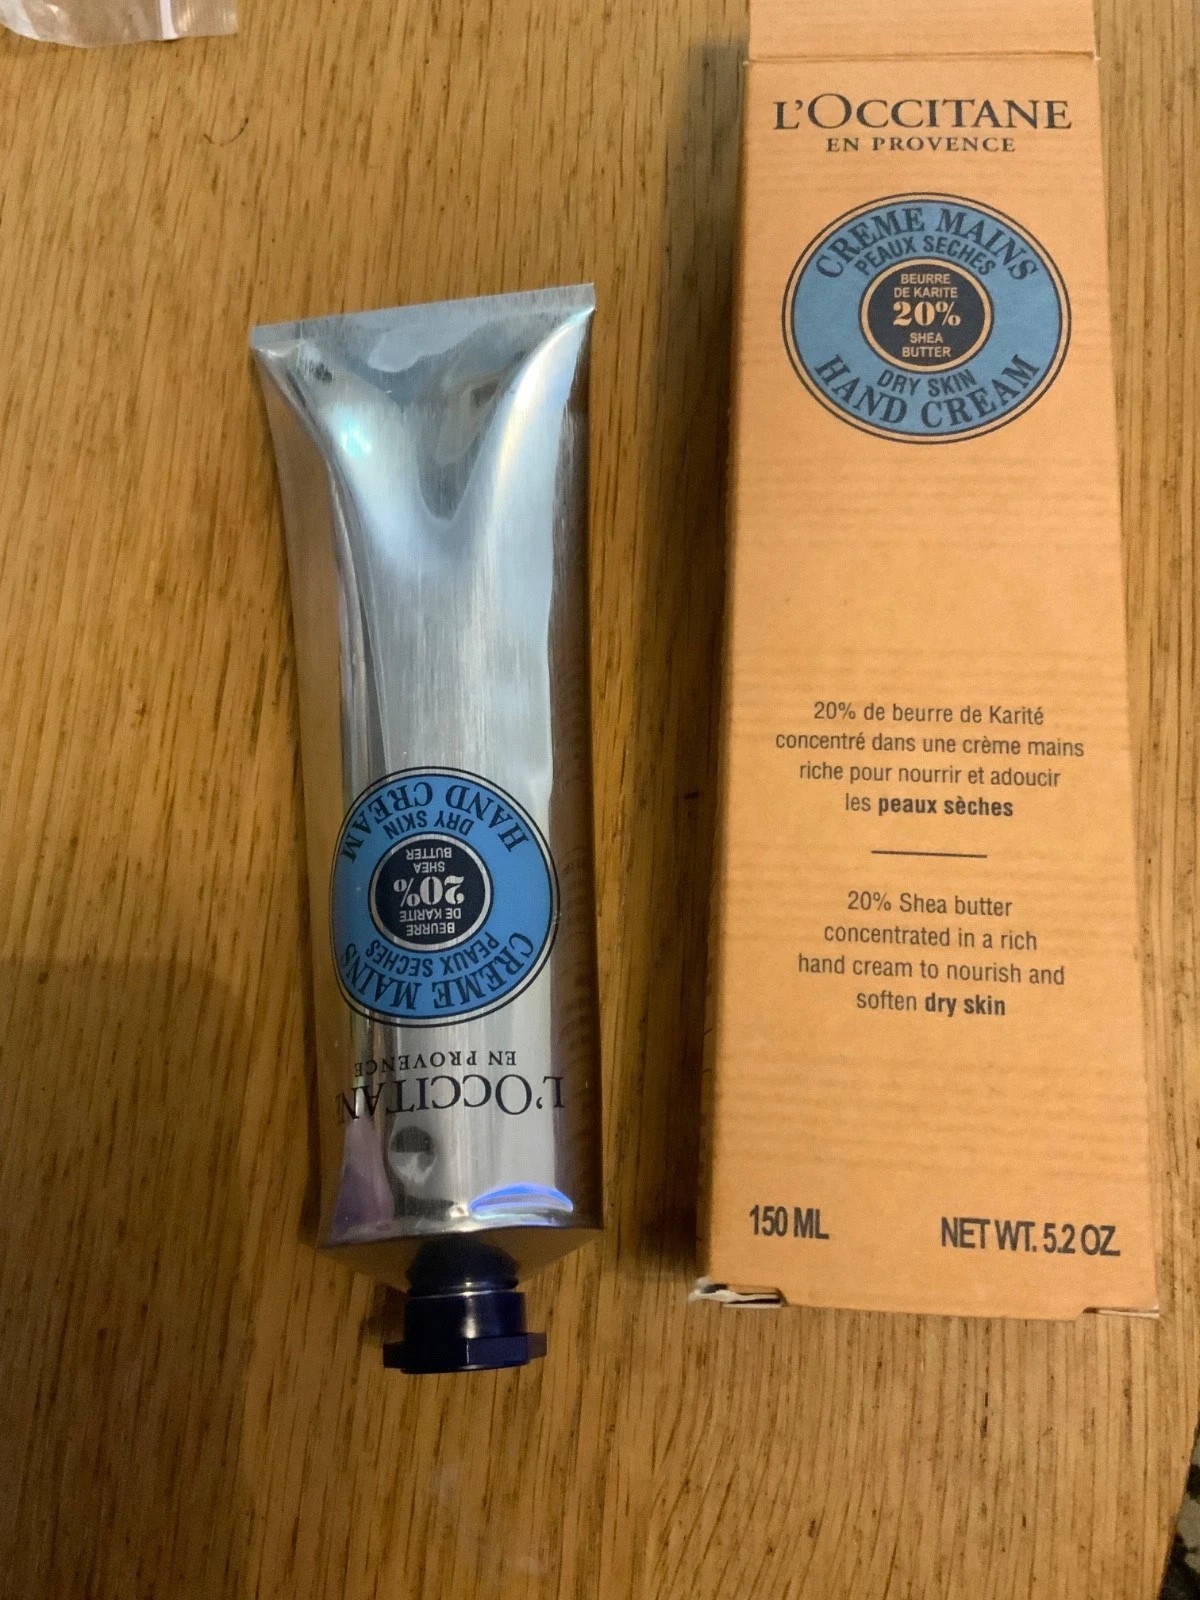 L'OCCITANE
EN PROVENCE
CREME MAINS
PEAUX SECHES
BEURRE
DE KARITE
20%
SHEA
BUTTER
DRY SKIN
HAND CREAM
20% de beurre de Karité
concentré dans une crème mains
riche pour nourrir et adoucir
les peaux sèches
20% Shea butter
concentrated in a rich
hand cream to nourish and
soften dry skin
150 ML
NET WT. 5.2 OZ.
L'OCCITAN
EN PROVENCE
CREME MAINS
PEAUX SECHES
BEURRE
DE KARITE
20%
SHEA
BUTTER
DRY SKIN
HAND CREAM